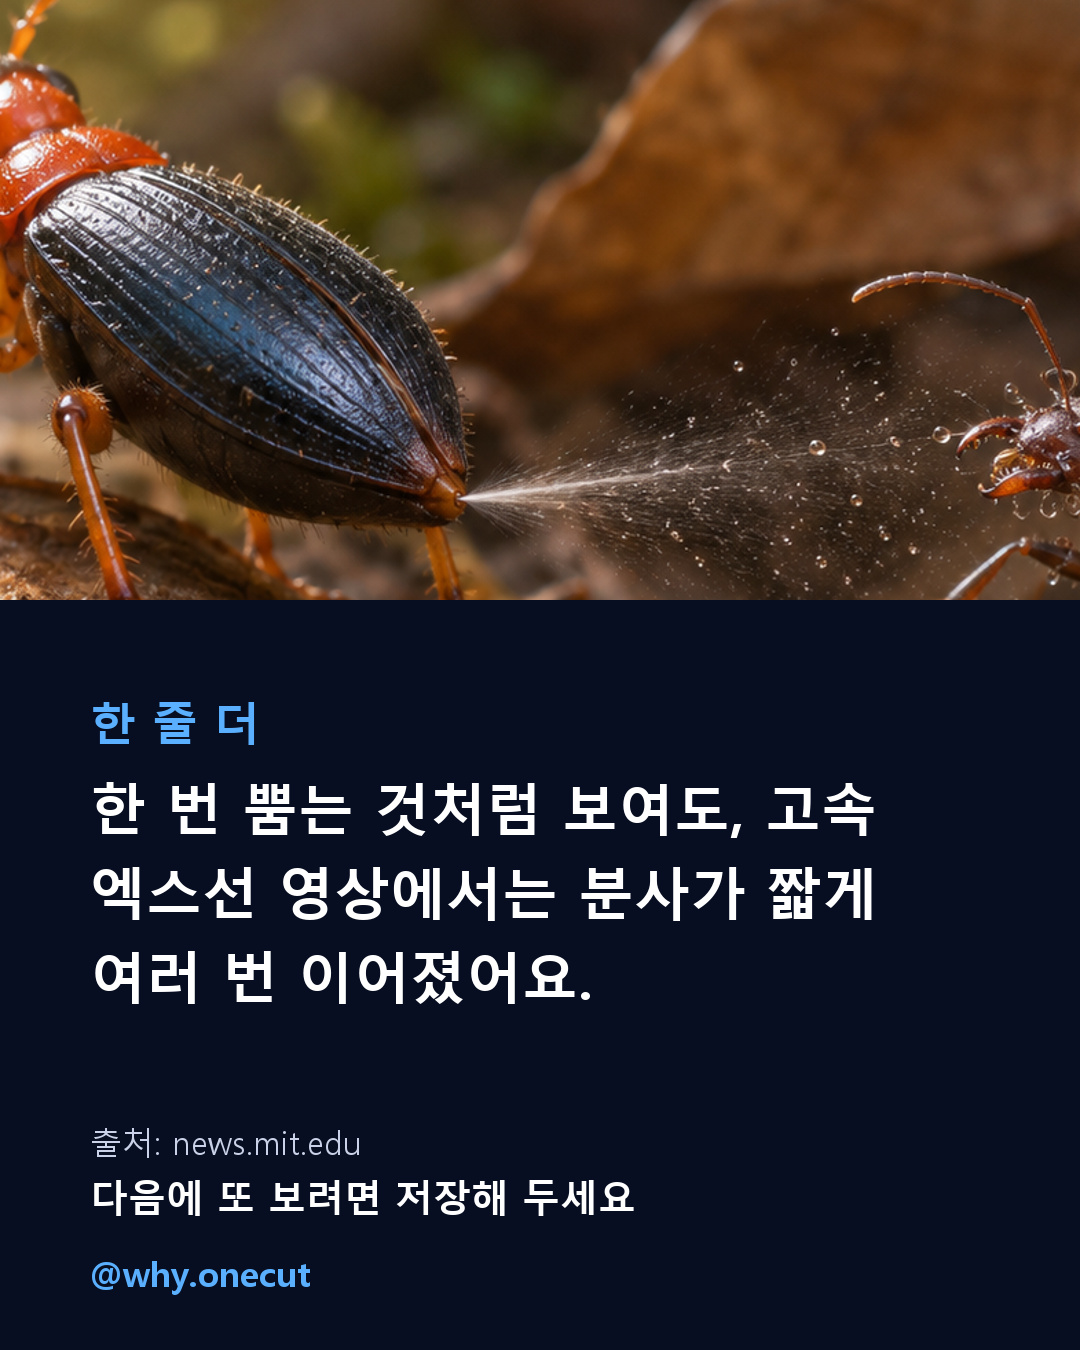 한 줄 더
한 번 뿜는 것처럼 보여도, 고속
엑스선 영상에서는 분사가 짧게
여러 번 이어졌어요.
출처: news.mit.edu
다음에 또 보려면 저장해 두세요
@why.onecut